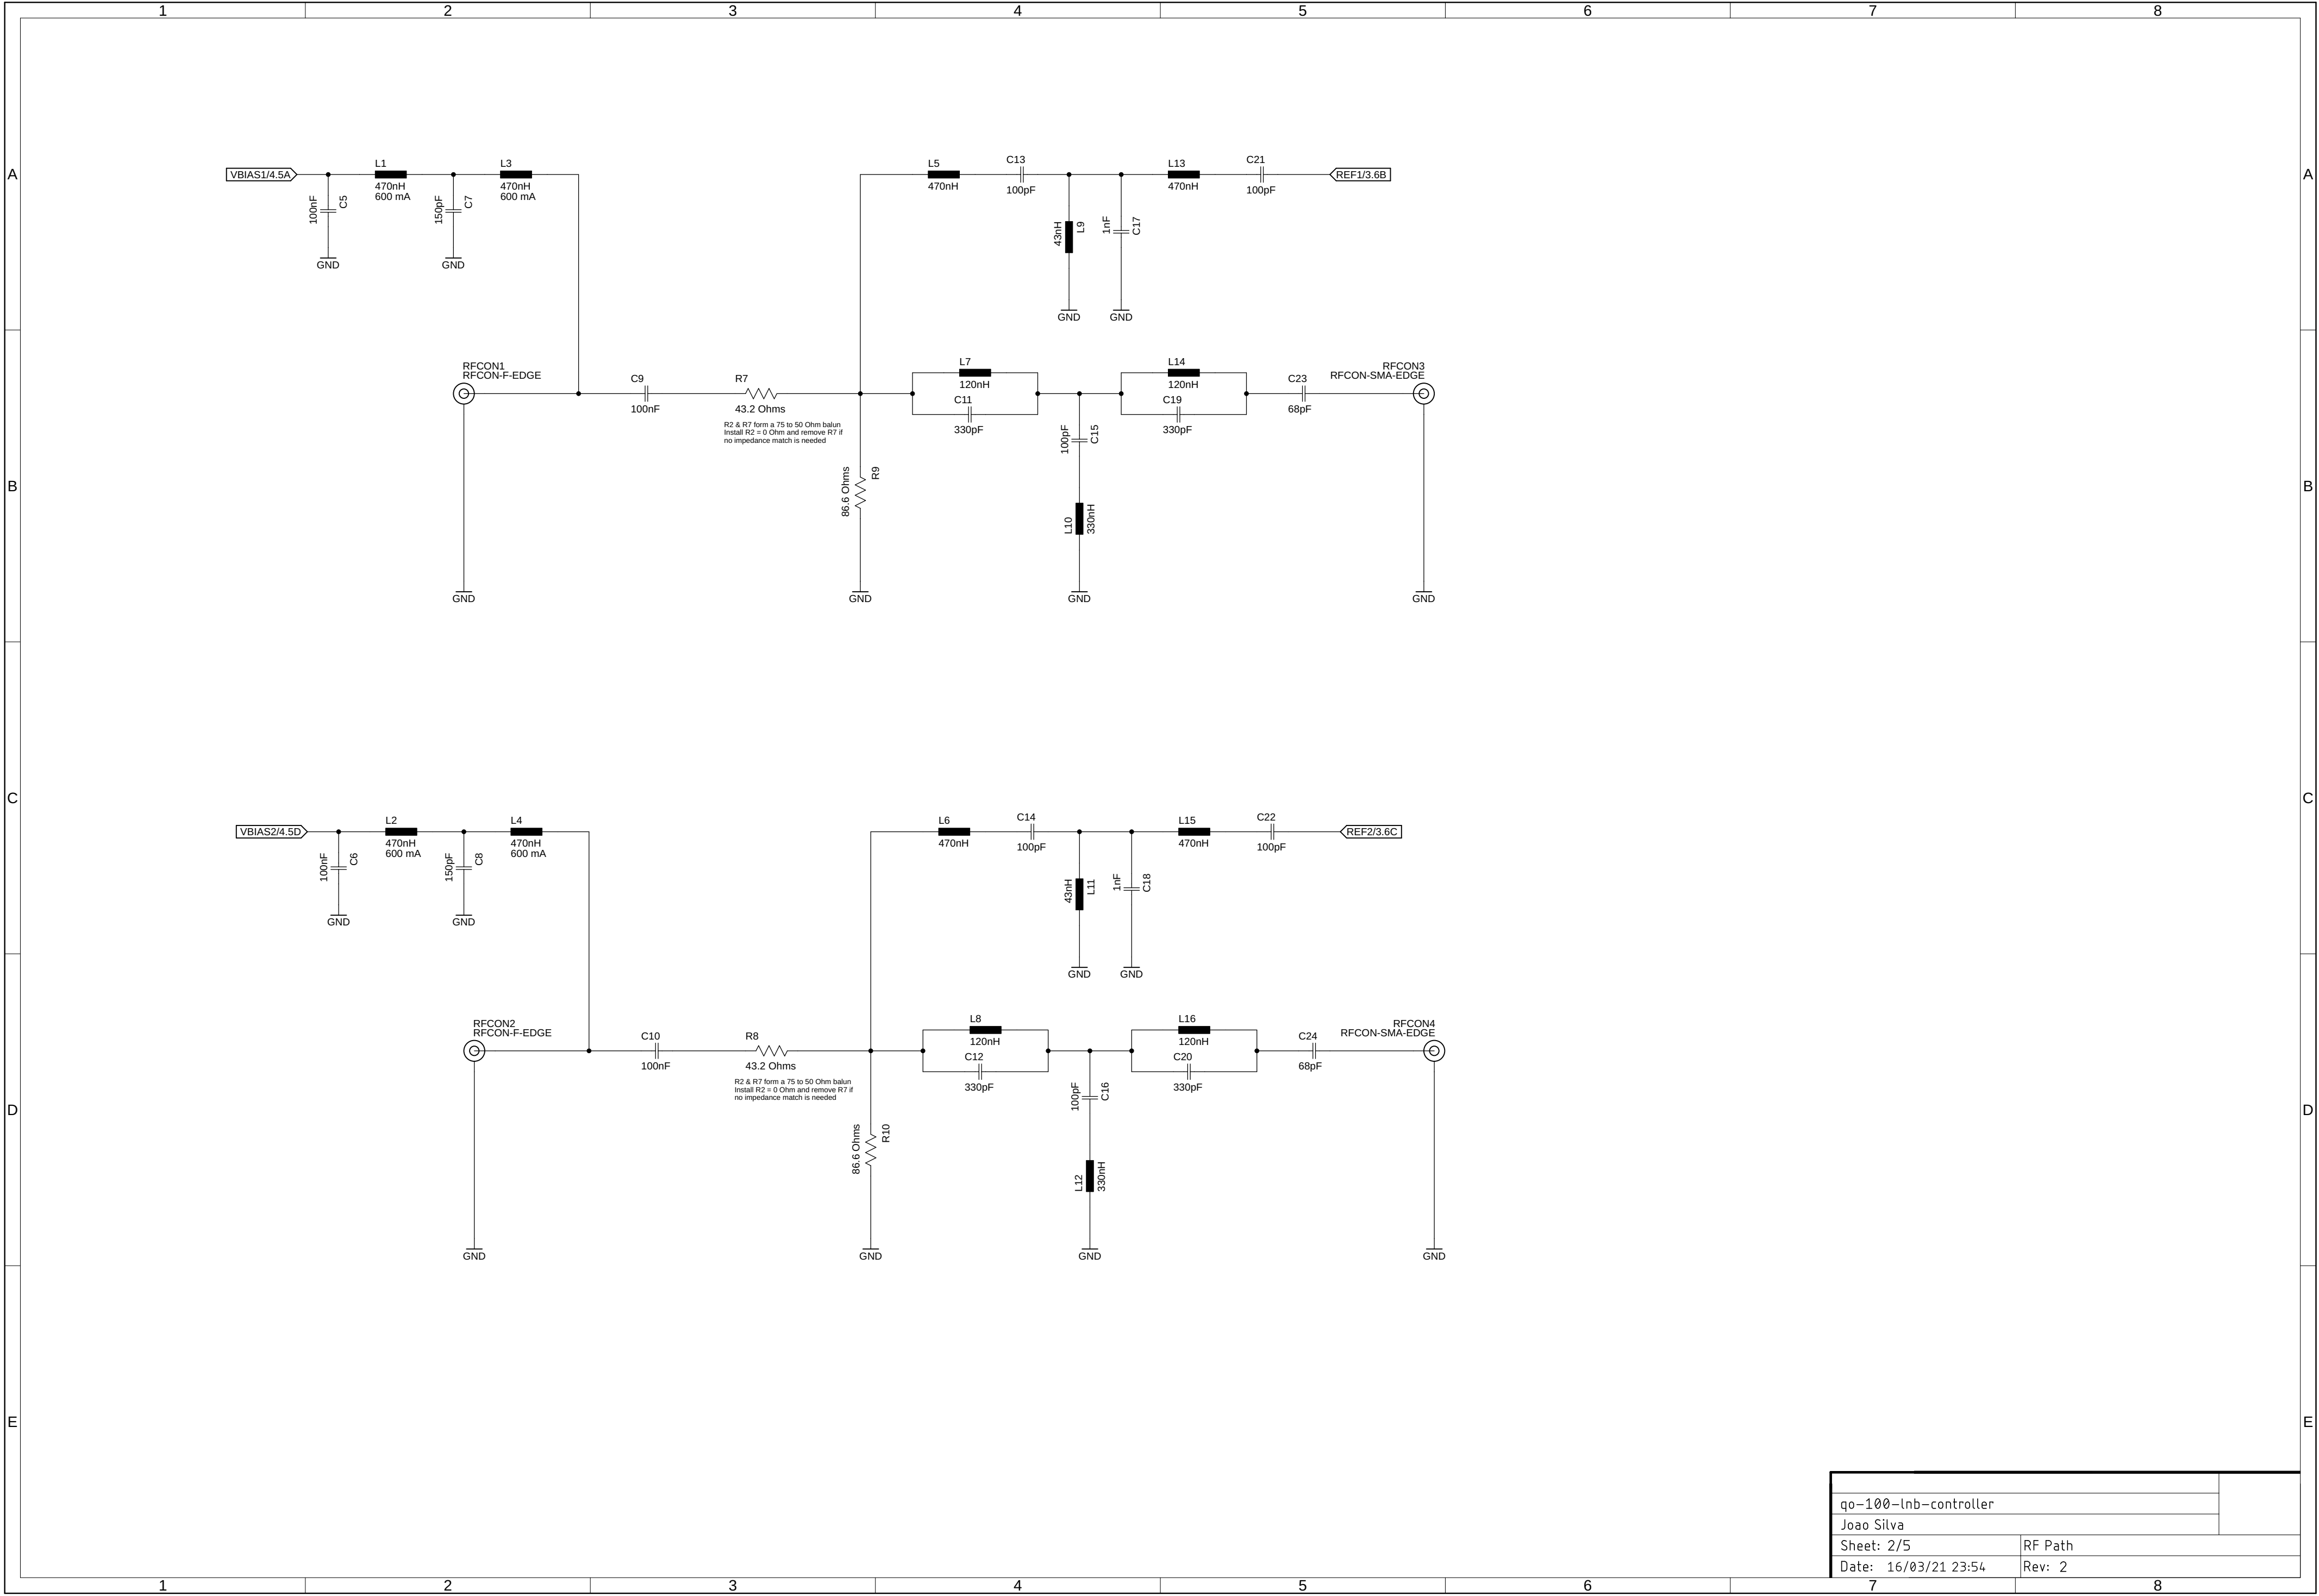 1 2 3 4 5 6 7 8
A A
VBIAS1/4.5A
L1
470nH
600 mA
L3
470nH
600 mA
100nF C5
150pF C7
GND GND
L5
470nH
C13
100pF
L13
470nH
C21
100pF
REF1/3.6B
43nH L9
1nF C17
GND GND
RFCON1
RFCON-F-EDGE
C9
100nF
R7
43.2 Ohms
R2 & R7 form a 75 to 50 Ohm balun
Install R2 = 0 Ohm and remove R7 if
no impedance match is needed
L7
120nH
C11
330pF
L14
120nH
C19
330pF
C23
68pF
RFCON3
RFCON-SMA-EDGE
100pF C15
B B
86.6 Ohms R9
L10 330nH
GND GND GND GND
C C
VBIAS2/4.5D
L2
470nH
600 mA
L4
470nH
600 mA
100nF C6
150pF C8
GND GND
L6
470nH
C14
100pF
L15
470nH
C22
100pF
REF2/3.6C
43nH L11
1nF C18
GND GND
RFCON2
RFCON-F-EDGE
C10
100nF
R8
43.2 Ohms
R2 & R7 form a 75 to 50 Ohm balun
Install R2 = 0 Ohm and remove R7 if
no impedance match is needed
L8
120nH
C12
330pF
L16
120nH
C20
330pF
C24
68pF
RFCON4
RFCON-SMA-EDGE
100pF C16
D D
86.6 Ohms R10
L12 330nH
GND GND GND GND
E E
qo-100-lnb-controller
Joao Silva
Sheet: 2/5 RF Path
Date: 16/03/21 23:54 Rev: 2
1 2 3 4 5 6 7 8